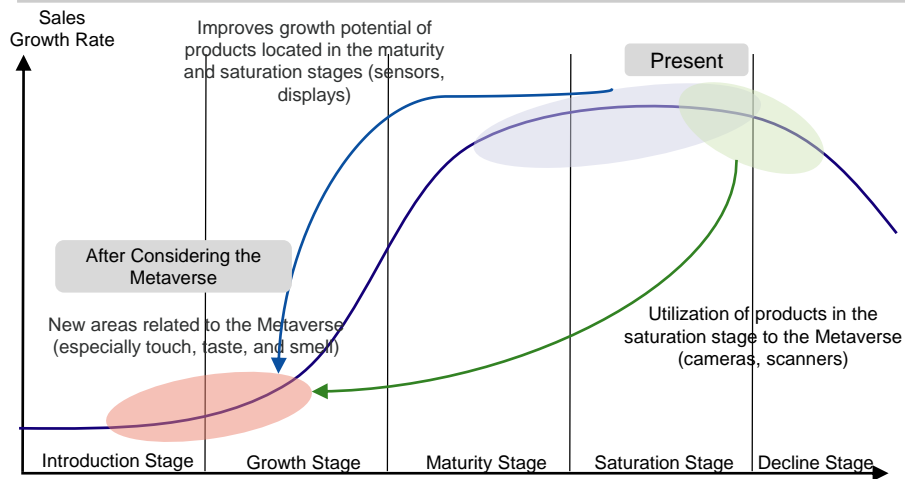 Sales
Growth Rate
Improves growth potential of
products located in the maturity
and saturation stages (sensors,
displays)
Present
After Considering the
Metaverse
New areas related to the Metaverse
(especially touch, taste, and smell)
Utilization of products in the
saturation stage to the Metaverse
(cameras, scanners)
Introduction Stage
Growth Stage
Maturity Stage
Saturation Stage
Decline Stage